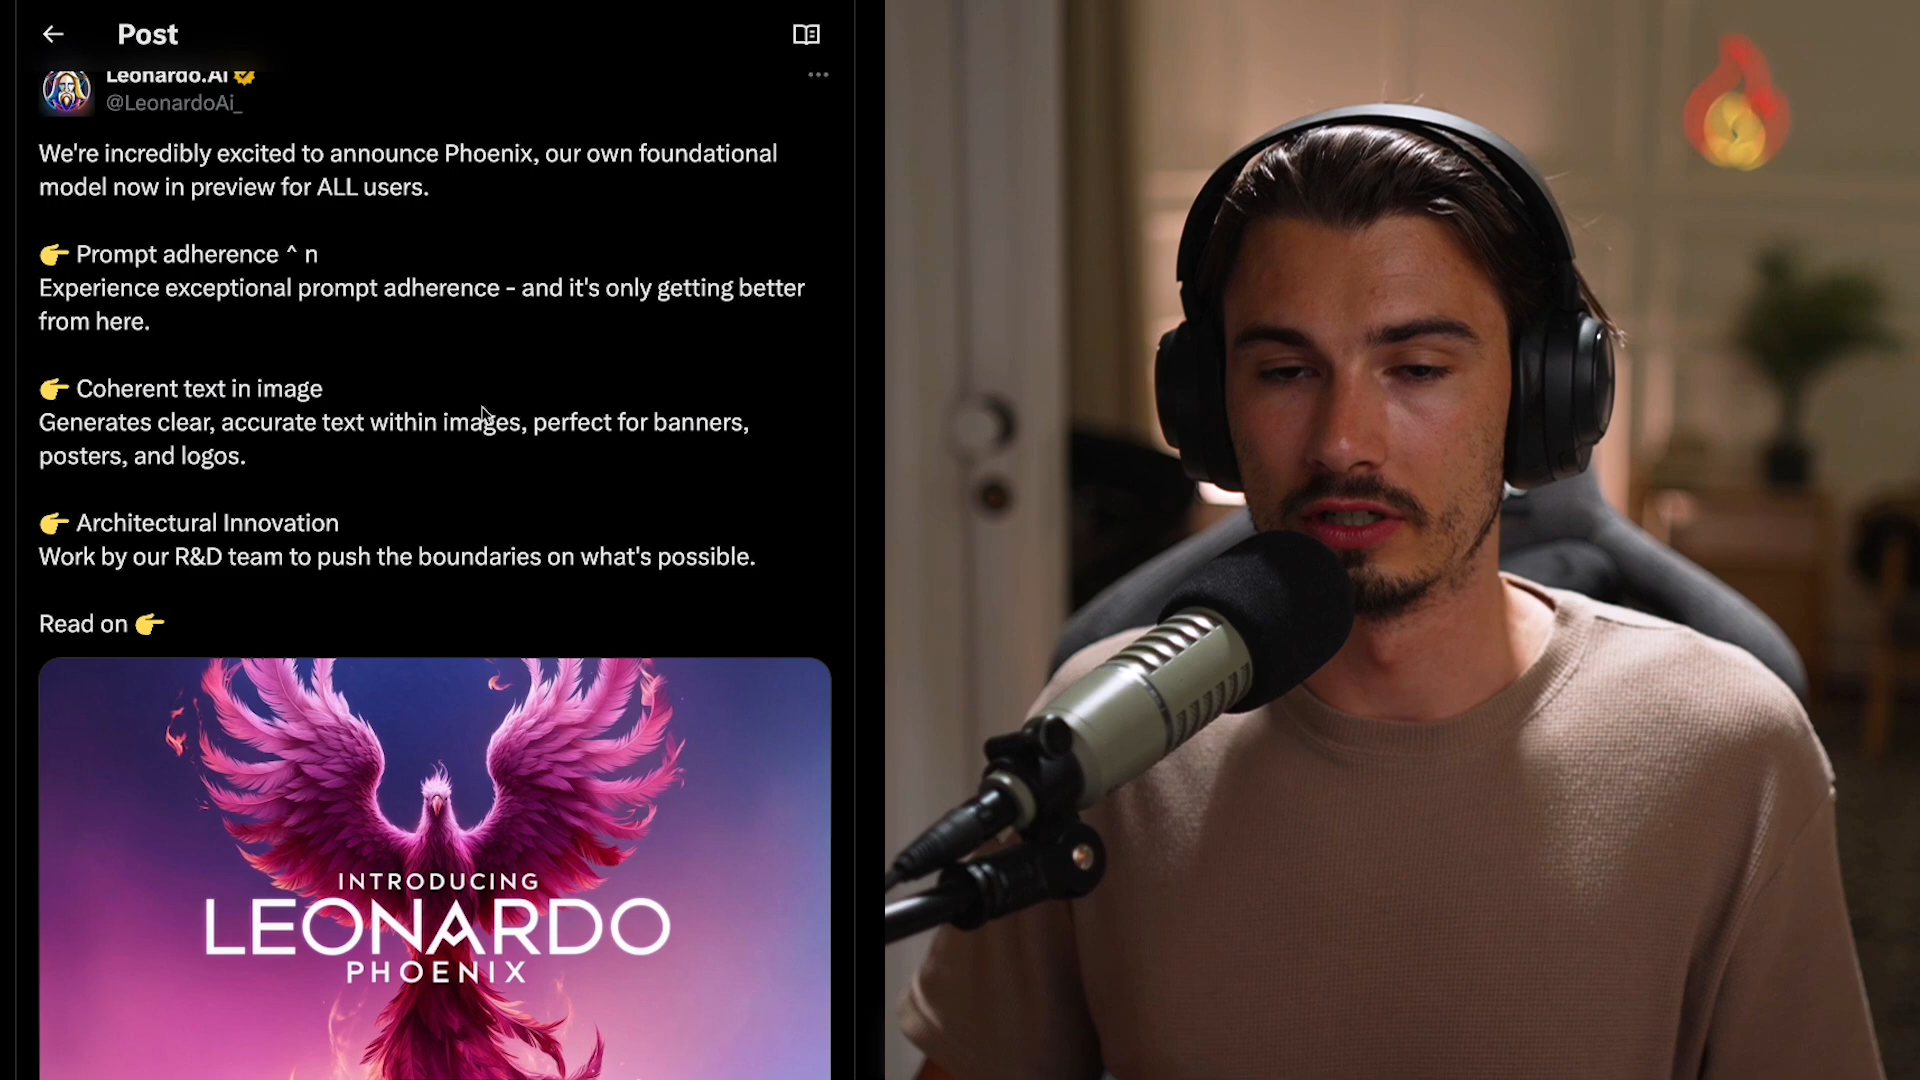 Post
Leonardo.Ai
@LeonardoAi_
We're incredibly excited to announce Phoenix, our own foundational
model now in preview for ALL users.
👉 Prompt adherence ^ n
Experience exceptional prompt adherence - and it's only getting better
from here.
👉 Coherent text in image
Generates clear, accurate text within images, perfect for banners,
posters, and logos.
👉 Architectural Innovation
Work by our R&D team to push the boundaries on what's possible.
Read on 👉
INTRODUCING
LEONARDO
PHOENIX